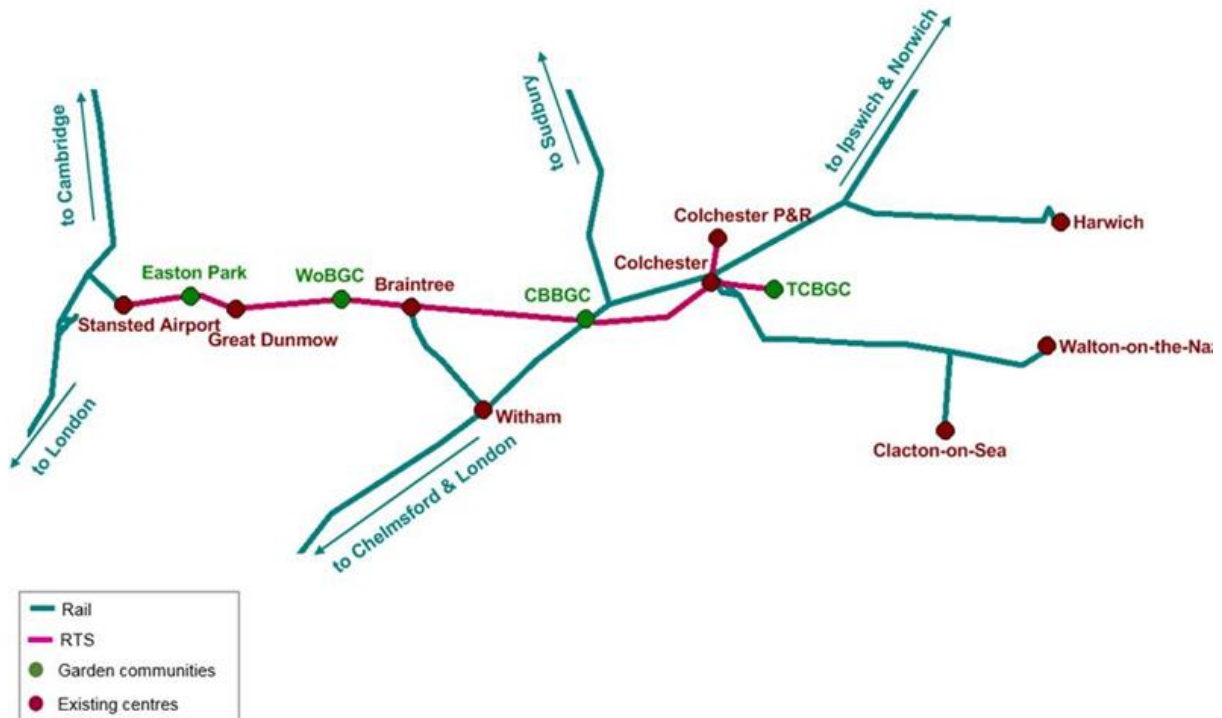 to Cambridge
to Sudbury
to Ipswich & Norwich
Colchester P&R
Harwich
Easton Park
WoBGC
Braintree
Colchester
CBBGC
TCBGC
Stansted Airport
Great Dunmow
Walton-on-the-Naz
Witham
to London
Clacton-on-Sea
to Chelmsford & London
Rail
RTS
Garden communities
Existing centres